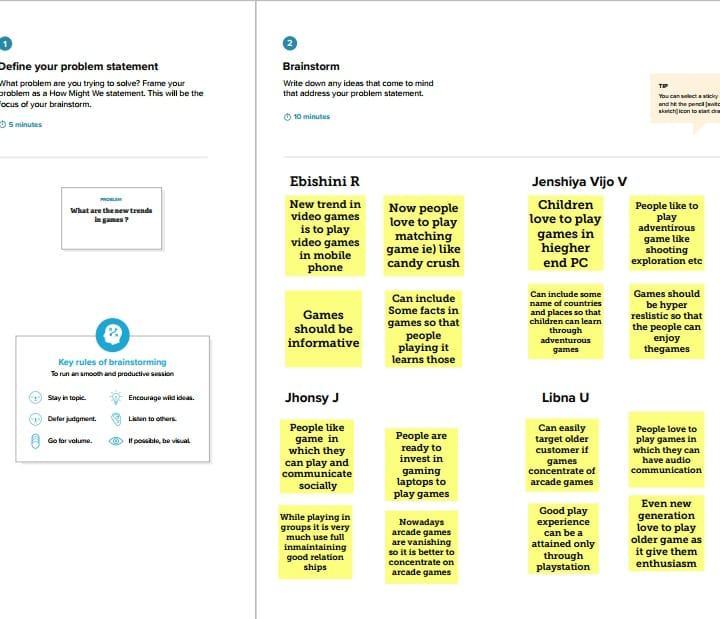 1
Define your problem statement
What problem are you trying to solve? Frame your
problem as a How Might We statement. This will be the
focus of your brainstorm.
5 minutes
PROBLEM
What are the new trends
in games ?
Key rules of brainstorming
To run an smooth and productive session
Stay in topic.
Encourage wild ideas.
Defer judgment.
Listen to others.
Go for volume.
If possible, be visual.
2
Brainstorm
Write down any ideas that come to mind
that address your problem statement.
10 minutes
TIP
You can select a sticky
and hit the pencil [switc
sketch] icon to start dra
Ebishini R
New trend in
video games
is to play
video games
in mobile
phone
Now people
love to play
matching
game ie) like
candy crush
Games
should be
informative
Can include
Some facts in
games so that
people
playing it
learns those
Jenshiya Vijo V
Children
love to play
games in
hiegher
end PC
People like to
play
adventirous
game like
shooting
exploration etc
Can include some
name of countries
and places so that
children can learn
through
adventurous
games
Games should
be hyper
reslistic so that
the people can
enjoy
thegames
Jhonsy J
People like
game in
which they
can play and
communicate
socially
People are
ready to
invest in
gaming
laptops to
play games
While playing in
groups it is very
much use full
inmaintaining
good relation
ships
Nowadays
arcade games
are vanishing
so it is better to
concentrate on
arcade games
Libna U
Can easily
target older
customer if
games
concentrate of
arcade games
People love to
play games in
which they can
have audio
communication
Good play
experience
can be a
attained only
through
playstation
Even new
generation
love to play
older game as
it give them
enthusiasm